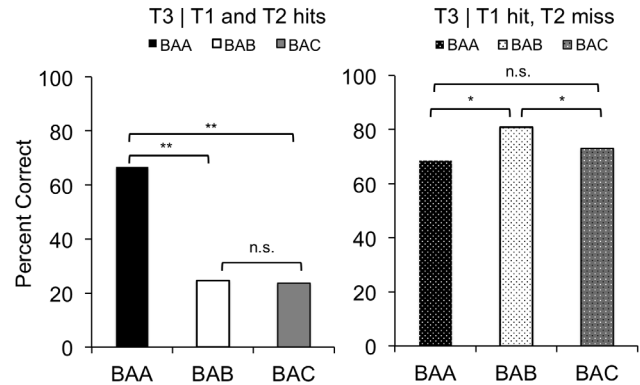 T3 | T1 and T2 hits
BAA BAB BAC
Percent Correct
100
80
60
40
20
0
**
**
n.s.
BAA BAB BAC
T3 | T1 hit, T2 miss
BAA BAB BAC
100
80
60
40
20
0
n.s.
* *
BAA BAB BAC